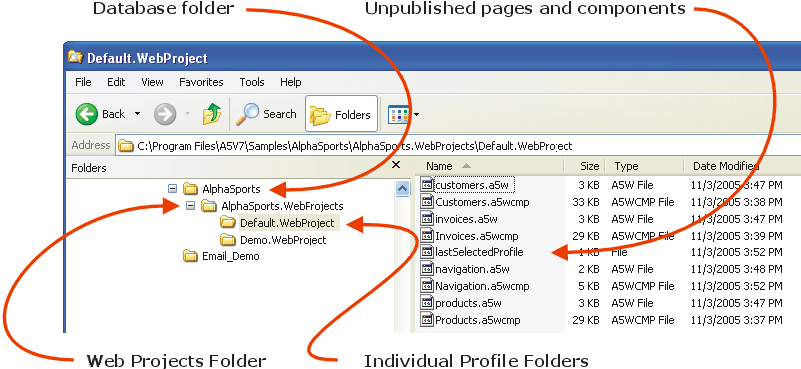 Database folder Unpublished pages and components
Default.WebProject
File Edit View Favorites Tools Help
Back Search Folders
Address C:\Program Files\A5V7\Samples\AlphaSports\AlphaSports.WebProjects\Default.WebProject
Folders × Name Size Type Date Modified
AlphaSports customers.a5w 3 KB A5W File 11/3/2005 3:47 PM
AlphaSports.WebProjects Customers.a5wcmp 33 KB A5WCMP File 11/3/2005 3:38 PM
Default.WebProject invoices.a5w 3 KB A5W File 11/3/2005 3:47 PM
Demo.WebProject Invoices.a5wcmp 29 KB A5WCMP File 11/3/2005 3:39 PM
Email_Demo lastSelectedProfile 1 KB File 11/3/2005 3:52 PM
navigation.a5w 2 KB A5W File 11/3/2005 3:48 PM
Navigation.a5wcmp 5 KB A5WCMP File 11/3/2005 3:52 PM
products.a5w 3 KB A5W File 11/3/2005 3:47 PM
Products.a5wcmp 29 KB A5WCMP File 11/3/2005 3:37 PM
Web Projects Folder Individual Profile Folders